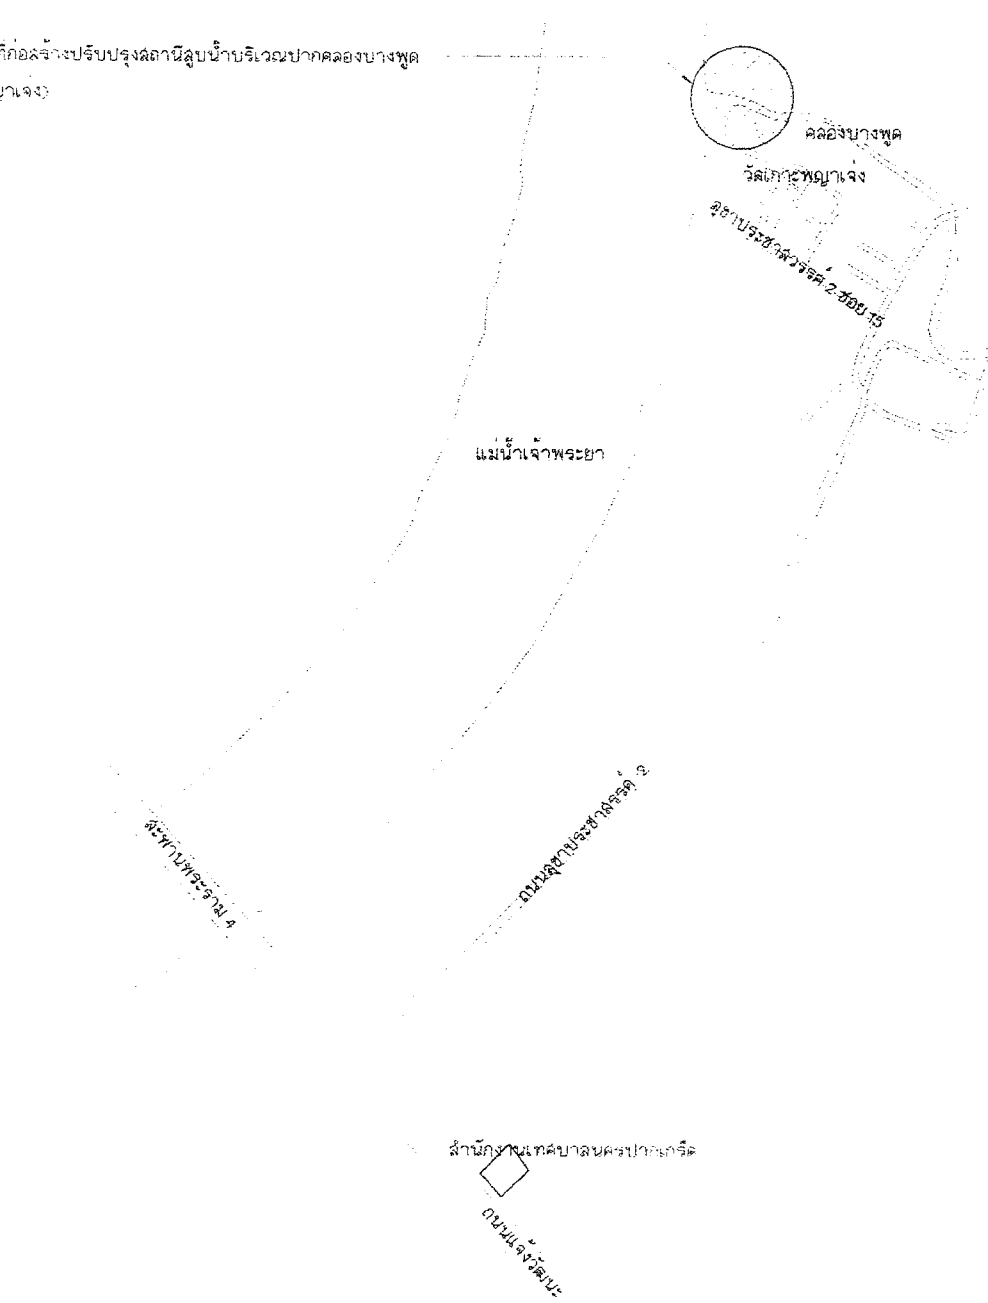 ก่อสร้างปรับปรุงสถานีสูบน้ำบริเวณปากคลองบางพูด
คลองบางพูด
วัดเกาะพญาเจ่ง
สุขาประชาสวรรค์ 2 ซอย 15
แม่น้ำเจ้าพระยา
สะพานพระราม 4
ถนนสุขาประชาสรรค์ 2
สำนักงานเทศบาลนครปากเกร็ด
ถนนแจ้งวัฒนะ